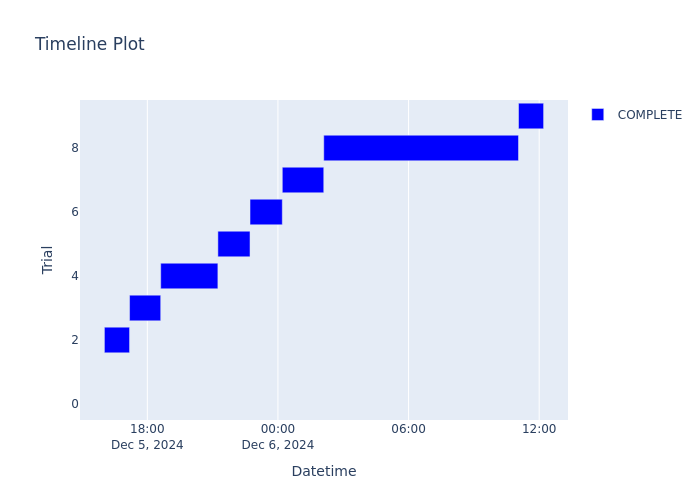 Timeline Plot
COMPLETE
8
6
4
2
0
Trial
18:00
Dec 5, 2024
00:00
Dec 6, 2024
06:00
12:00
Datetime